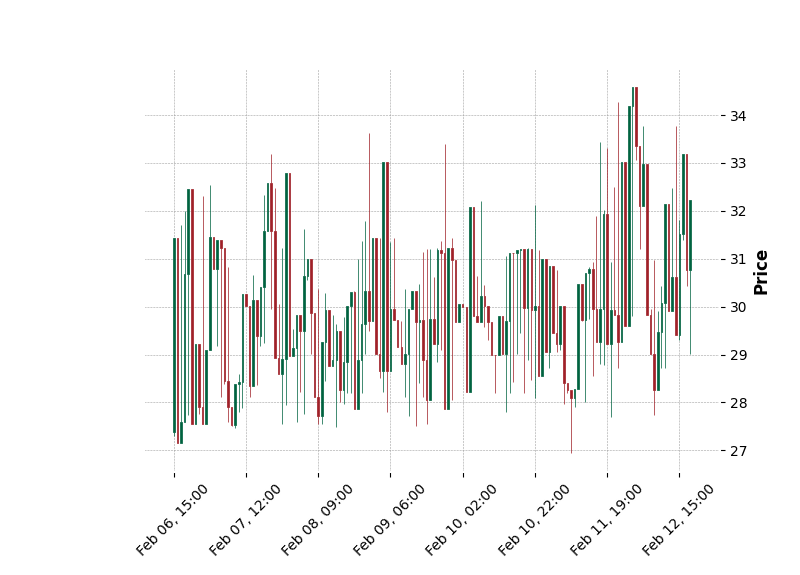 34
33
32
31
30
29
28
27
Price
Feb 06, 15:00
Feb 07, 12:00
Feb 08, 09:00
Feb 09, 06:00
Feb 10, 02:00
Feb 10, 22:00
Feb 11, 19:00
Feb 12, 15:00